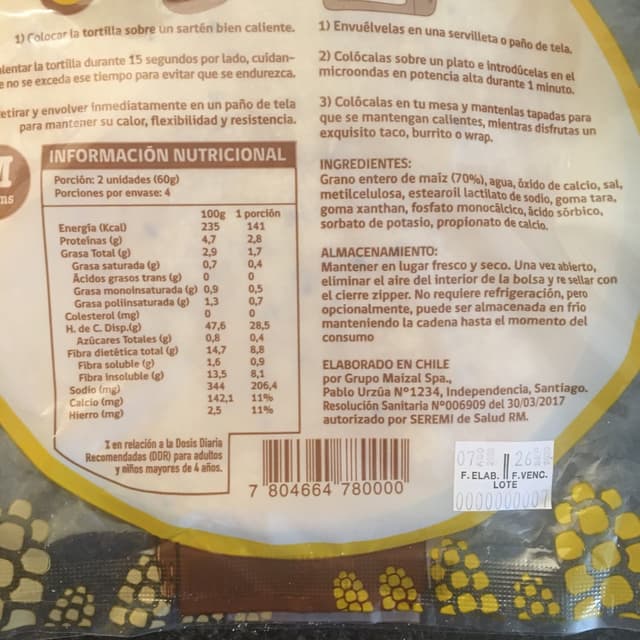 1) Colocar la tortilla sobre un sartén bien caliente.
la tortilla durante 15 segundos por lado, cuidan-
no se exceda ese tiempo para evitar que se endurezca.
y envolver inmediatamente en un paño de tela
para mantener su calor, flexibilidad y resistencia.
1) Envuélvelas en una servilleta o paño de tela.
2) Colócalas sobre un plato e introdúcelas en el
microondas en potencia alta durante 1 minuto.
3) Colócalas en tu mesa y mantenlas tapadas para
que se mantengan calientes, mientras disfrutas un
exquisito taco, burrito o wrap.
INFORMACIÓN NUTRICIONAL
Porción: 2 unidades (60g)
Porciones por envase: 4
100g 1 porción
Energía (Kcal) 235 141
Proteínas (g) 4,7 2,8
Grasa Total (g) 2,9 1,7
Grasa saturada (g) 0,7 0,4
Ácidos grasos trans (g) 0 0
Grasa monoinsaturada (g) 0,9 0,5
Grasa poliinsaturada (g) 1,3 0,7
Colesterol (mg) 0 0
H. de C. Disp.(g) 47,6 28,5
Azúcares Totales (g) 0,8 0,4
Fibra dietética total (g) 14,7 8,8
Fibra soluble (g) 1,6 0,9
Fibra insoluble (g) 13,5 8,1
Sodio (mg) 344 206,4
Calcio (mg) 142,1 11%
Hierro (mg) 2,5 11%
% en relación a la Dosis Diaria
Recomendadas (DDR) para adultos
y niños mayores de 4 años.
INGREDIENTES:
Grano entero de maíz (70%), agua, óxido de calcio, sal,
metilcelulosa, estearoil lactilato de sodio, goma tara,
goma xanthan, fosfato monocálcico, ácido sórbico,
sorbato de potasio, propionato de calcio.
ALMACENAMIENTO:
Mantener en lugar fresco y seco. Una vez abierto,
eliminar el aire del interior de la bolsa y re sellar con
el cierre zipper. No requiere refrigeración, pero
opcionalmente, puede ser almacenada en frío
manteniendo la cadena hasta el momento del
consumo
ELABORADO EN CHILE
por Grupo Maizal Spa.,
Pablo Urzúa Nº1234, Independencia, Santiago.
Resolución Sanitaria Nº006909 del 30/03/2017
autorizado por SEREMI de Salud RM.
7 804664 780000
F. ELAB. F. VENC.
LOTE